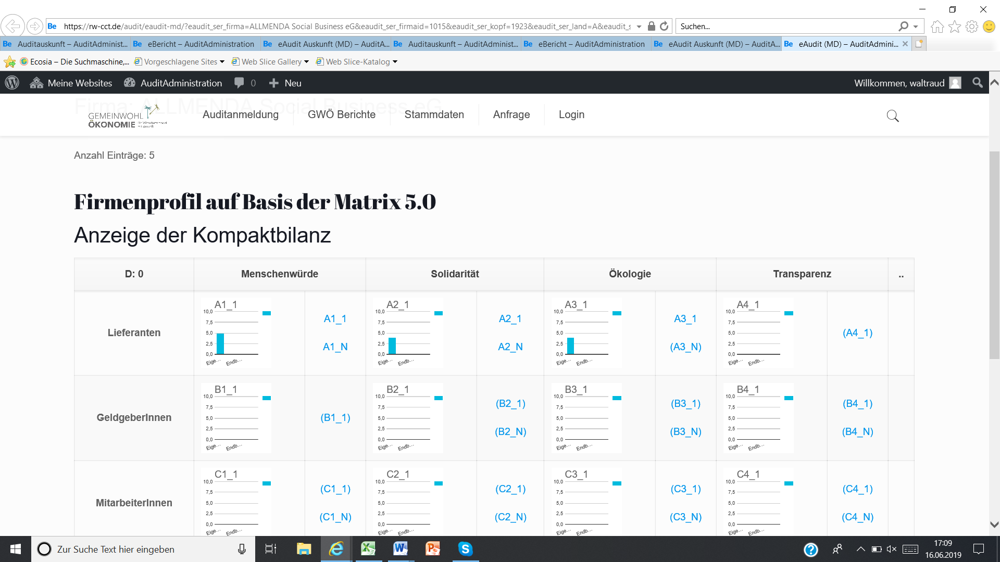 https://rw-cct.de/audit/eaudit-md/?eaudit_ser_firma=ALLMENDA Social Business eG&eaudit_ser_firmaid=1015&eaudit_ser_kopf=1923&eaudit_ser_land=A&eaudit_s
Suchen...
Be Auditauskunft – AuditAdminist...
Be eBericht – AuditAdministration
Be eAudit Auskunft (MD) – AuditA...
Be Auditauskunft – AuditAdminist...
Be eBericht – AuditAdministration
Be eAudit Auskunft (MD) – AuditA...
Be eAudit (MD) – AuditAdmini...
Ecosia – Die Suchmaschine,...
Vorgeschlagene Sites
Web Slice Gallery
Web Slice-Katalog
Meine Websites
AuditAdministration
0
Neu
Willkommen, waltraud
Firma: ALLMENDA Social Business eG
GEMEINWOHL
ÖKONOMIE
Auditanmeldung
GWÖ Berichte
Stammdaten
Anfrage
Login
Anzahl Einträge: 5
Firmenprofil auf Basis der Matrix 5.0
Anzeige der Kompaktbilanz
D: 0 Menschenwürde Solidarität Ökologie Transparenz ..
Lieferanten
A1_1
10,0
7,5
5,0
2,5
0,0
Eige... Endb...
A1_1
A1_N
A2_1
10,0
7,5
5,0
2,5
0,0
Eige... Endb...
A2_1
A2_N
A3_1
10,0
7,5
5,0
2,5
0,0
Eige... Endb...
A3_1
(A3_N)
A4_1
10,0
7,5
5,0
2,5
0,0
Eige... Endb...
(A4_1)
GeldgeberInnen
B1_1
10,0
7,5
5,0
2,5
0,0
Eige... Endb...
(B1_1)
B2_1
10,0
7,5
5,0
2,5
0,0
Eige... Endb...
(B2_1)
(B2_N)
B3_1
10,0
7,5
5,0
2,5
0,0
Eige... Endb...
(B3_1)
(B3_N)
B4_1
10,0
7,5
5,0
2,5
0,0
Eige... Endb...
(B4_1)
(B4_N)
MitarbeiterInnen
C1_1
10,0
7,5
5,0
2,5
0,0
Eige... Endb...
(C1_1)
(C1_N)
C2_1
10,0
7,5
5,0
2,5
0,0
Eige... Endb...
(C2_1)
(C2_N)
C3_1
10,0
7,5
5,0
2,5
0,0
Eige... Endb...
(C3_1)
(C3_N)
C4_1
10,0
7,5
5,0
2,5
0,0
Eige... Endb...
(C4_1)
(C4_N)
Zur Suche Text hier eingeben
17:09
16.06.2019